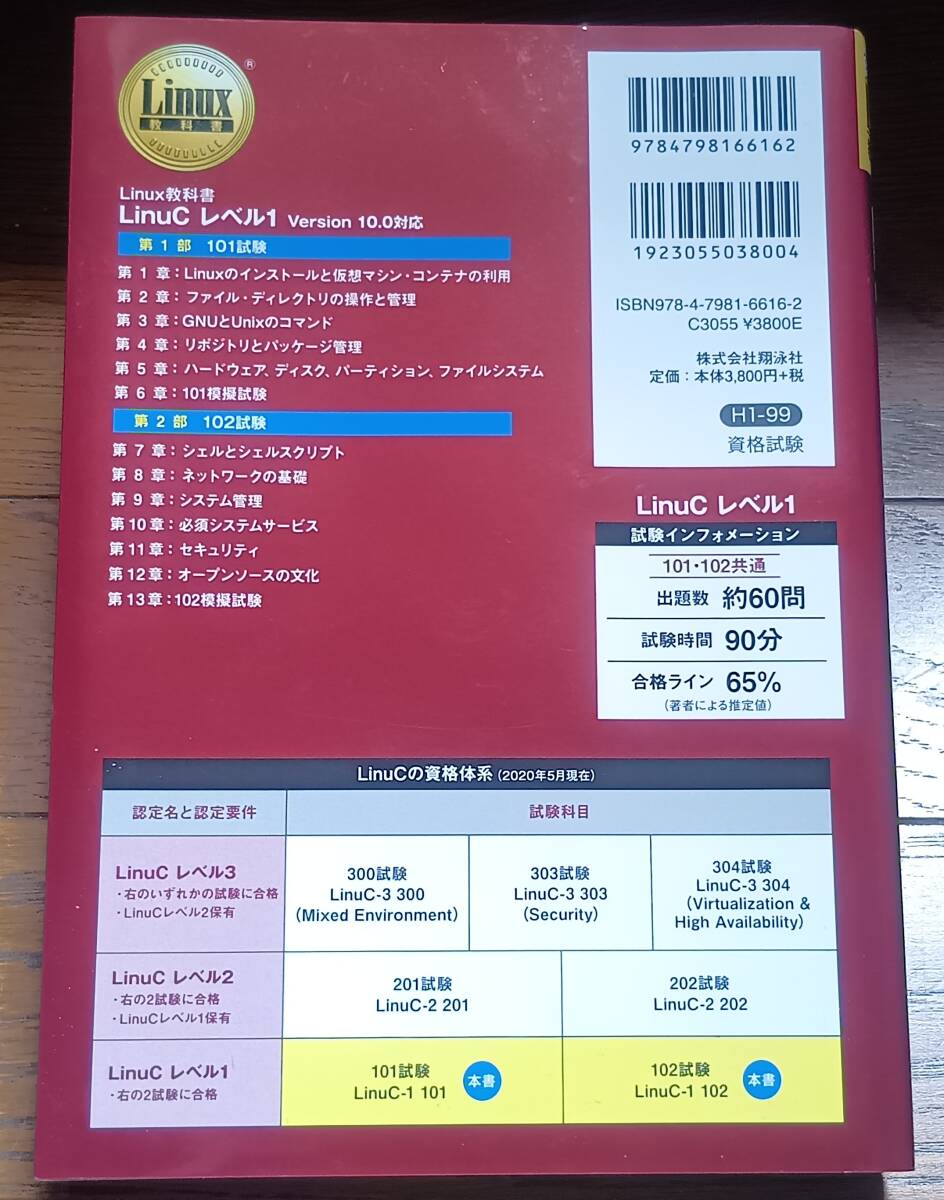 Linux
教科書
®
Linux教科書
LinuC レベル1 Version 10.0対応
第1部 101試験
第 1 章：Linuxのインストールと仮想マシン・コンテナの利用
第 2 章：ファイル・ディレクトリの操作と管理
第 3 章：GNUとUnixのコマンド
第 4 章：リポジトリとパッケージ管理
第 5 章：ハードウェア、ディスク、パーティション、ファイルシステム
第 6 章：101模擬試験
第2部 102試験
第 7 章：シェルとシェルスクリプト
第 8 章：ネットワークの基礎
第 9 章：システム管理
第10章：必須システムサービス
第11章：セキュリティ
第12章：オープンソースの文化
第13章：102模擬試験
9784798166162
1923055038004
ISBN978-4-7981-6616-2
C3055 ¥3800E
株式会社翔泳社
定価：本体3,800円+税
H1-99
資格試験
LinuC レベル1
試験インフォメーション
101・102共通
出題数 約60問
試験時間 90分
合格ライン 65%
（著者による推定値）
LinuCの資格体系（2020年5月現在）
認定名と認定要件
試験科目
LinuC レベル3
・右のいずれかの試験に合格
・LinuCレベル2保有
300試験
LinuC-3 300
（Mixed Environment）
303試験
LinuC-3 303
（Security）
304試験
LinuC-3 304
（Virtualization &
High Availability）
LinuC レベル2
・右の2試験に合格
・LinuCレベル1保有
201試験
LinuC-2 201
202試験
LinuC-2 202
LinuC レベル1
・右の2試験に合格
101試験
LinuC-1 101
本書
102試験
LinuC-1 102
本書